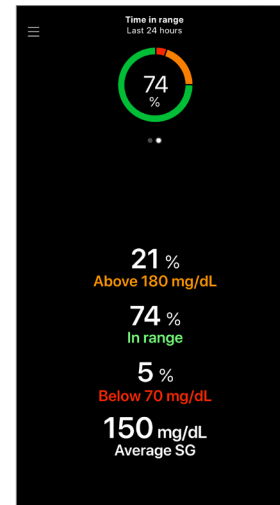 Time in range
Last 24 hours
74
%
21 %
Above 180 mg/dL
74 %
In range
5 %
Below 70 mg/dL
150 mg/dL
Average SG